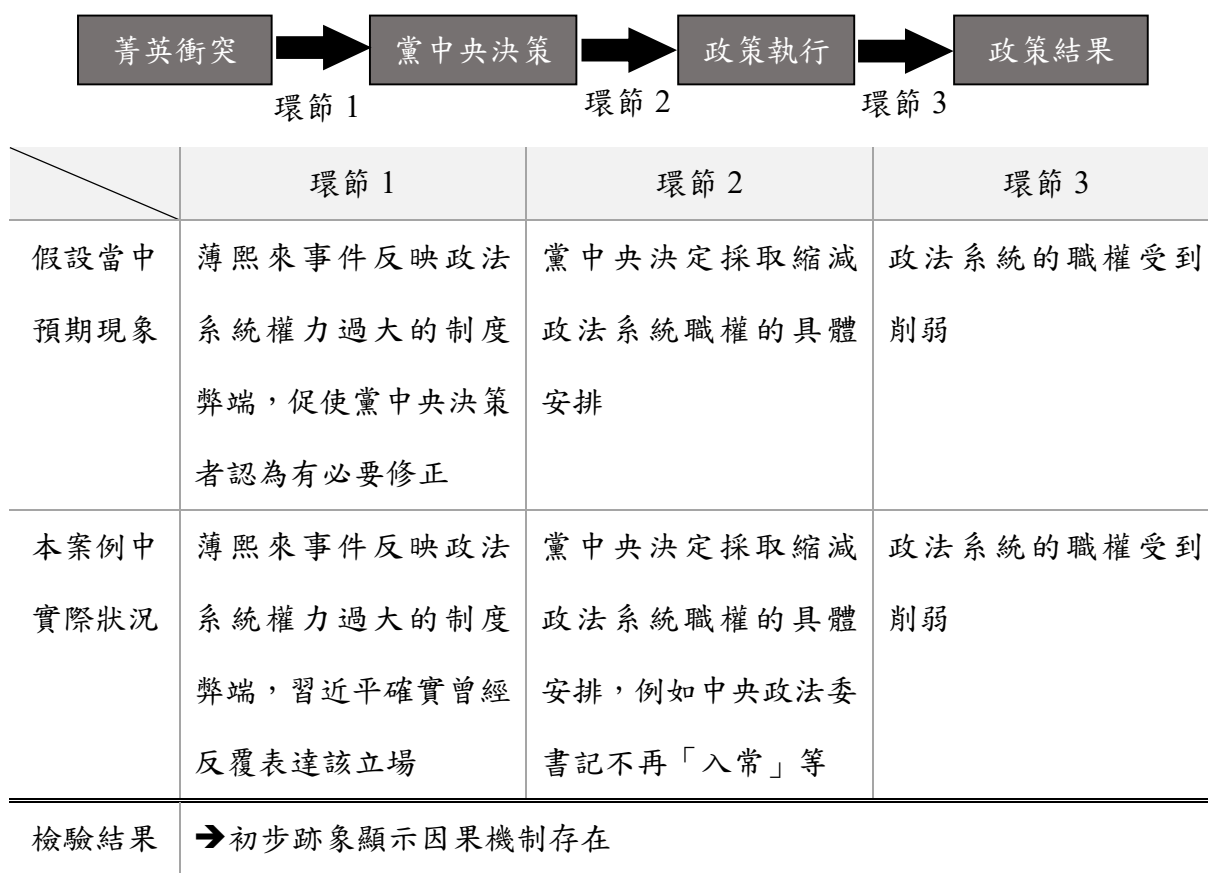 菁英衝突 黨中央決策 政策執行 政策結果
環節 1 環節 2 環節 3
環節 1 環節 2 環節 3
假設當中 薄熙來事件反映政法 黨中央決定採取縮減 政法系統的職權受到
預期現象 系統權力過大的制度 政法系統職權的具體 削弱
弊端，促使黨中央決策 安排
者認為有必要修正
本案例中 薄熙來事件反映政法 黨中央決定採取縮減 政法系統的職權受到
實際狀況 系統權力過大的制度 政法系統職權的具體 削弱
弊端，習近平確實曾經 安排，例如中央政法委
反覆表達該立場 書記不再「入常」等
檢驗結果 ➔初步跡象顯示因果機制存在